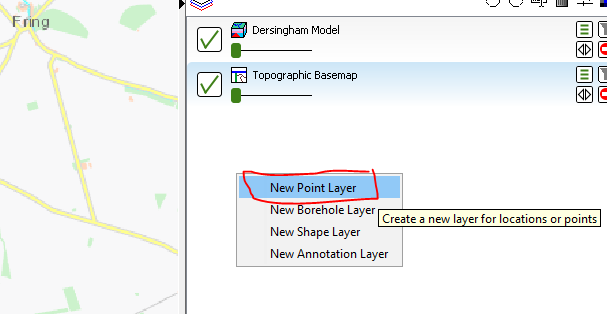 Fring
Dersingham Model
Topographic Basemap
New Point Layer
New Borehole Layer
Create a new layer for locations or points
New Shape Layer
New Annotation Layer